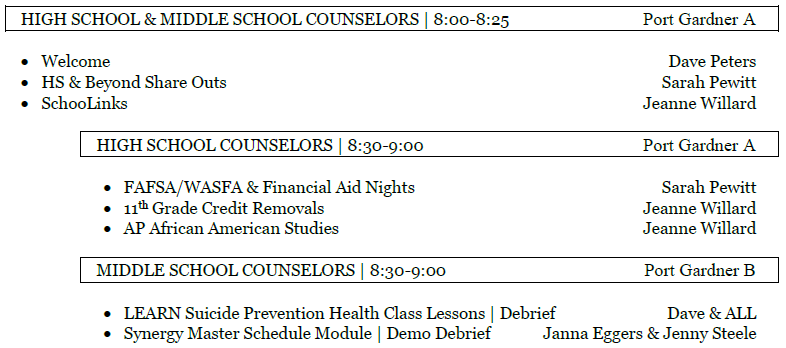 HIGH SCHOOL & MIDDLE SCHOOL COUNSELORS | 8:00-8:25 Port Gardner A
• Welcome Dave Peters
• HS & Beyond Share Outs Sarah Pewitt
• SchooLinks Jeanne Willard
HIGH SCHOOL COUNSELORS | 8:30-9:00 Port Gardner A
• FAFSA/WASFA & Financial Aid Nights Sarah Pewitt
• 11th Grade Credit Removals Jeanne Willard
• AP African American Studies Jeanne Willard
MIDDLE SCHOOL COUNSELORS | 8:30-9:00 Port Gardner B
• LEARN Suicide Prevention Health Class Lessons | Debrief Dave & ALL
• Synergy Master Schedule Module | Demo Debrief Janna Eggers & Jenny Steele